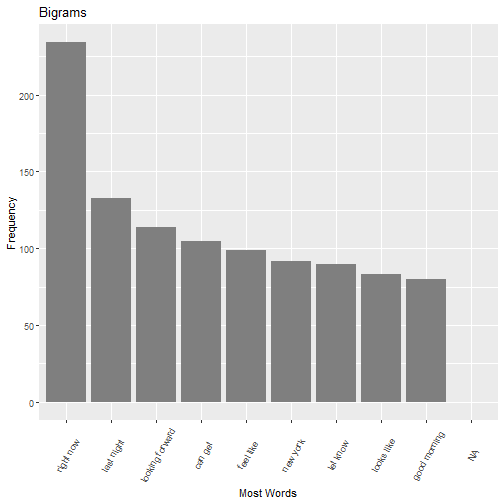 Bigrams
Frequency
200
150
100
50
0
right now
last night
looking forward
can get
feel like
new york
let know
looks like
good morning
NA
Most Words